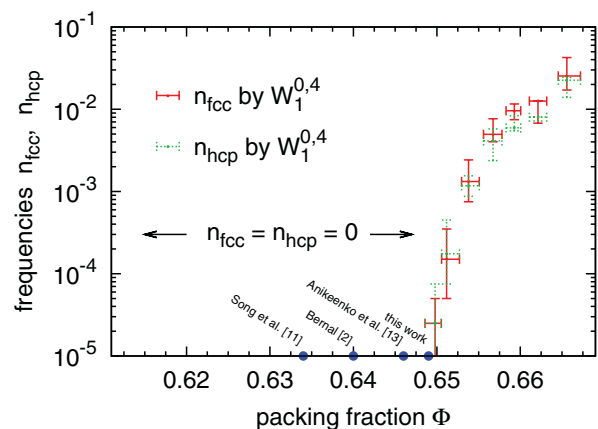 frequencies n_fcc, n_hcp
10^-1
10^-2
10^-3
10^-4
10^-5
n_fcc by W_1^0,4
n_hcp by W_1^0,4
n_fcc = n_hcp = 0
Song et al. [11]
Bernal [2]
Anikeenko et al. [13]
this work
0.62 0.63 0.64 0.65 0.66
packing fraction Φ